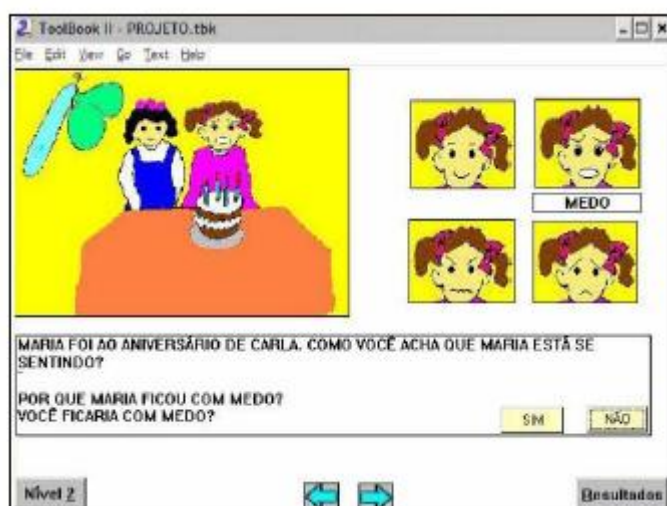 ToolBook II - PROJETO.tbk
File Edit View Go Text Help
MEDO
MARIA FOI AO ANIVERSÁRIO DE CARLA. COMO VOCÊ ACHA QUE MARIA ESTÁ SE
SENTINDO?
POR QUE MARIA FICOU COM MEDO?
VOCÊ FICARIA COM MEDO?
SIM NÃO
Nível 2 Resultados